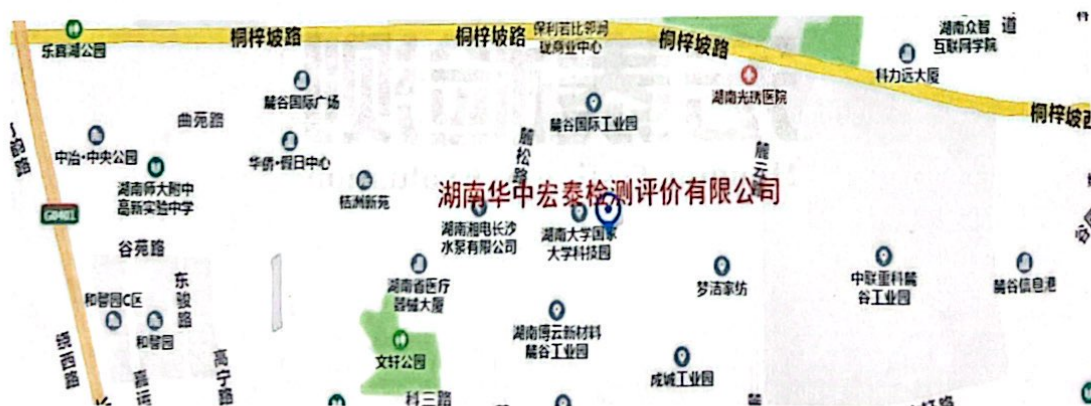 乐嘉湖公园
桐梓坡路
桐梓坡路
保利若比邻润
珑商业中心
桐梓坡路
湖南众智
互联网学院
道
科力远大厦
麓谷国际广场
湖南光琇医院
麓谷国际工业园
桐梓坡西
曲苑路
中冶·中央公园
华侨·假日中心
麓松路
麓云路
湖南师大附中
高新实验中学
桔洲新苑
湖南华中宏泰检测评价有限公司
G0401
湖南湘电长沙
水泵有限公司
湖南大学国家
大学科技园
谷苑路
东骏路
湖南省医疗
器械大厦
梦洁家纺
中联重科麓
谷工业园
麓谷信息港
和馨园C区
和馨园
湖南博云新材料
麓谷工业园
文轩公园
成城工业园
绕西路
高宁路
科三路